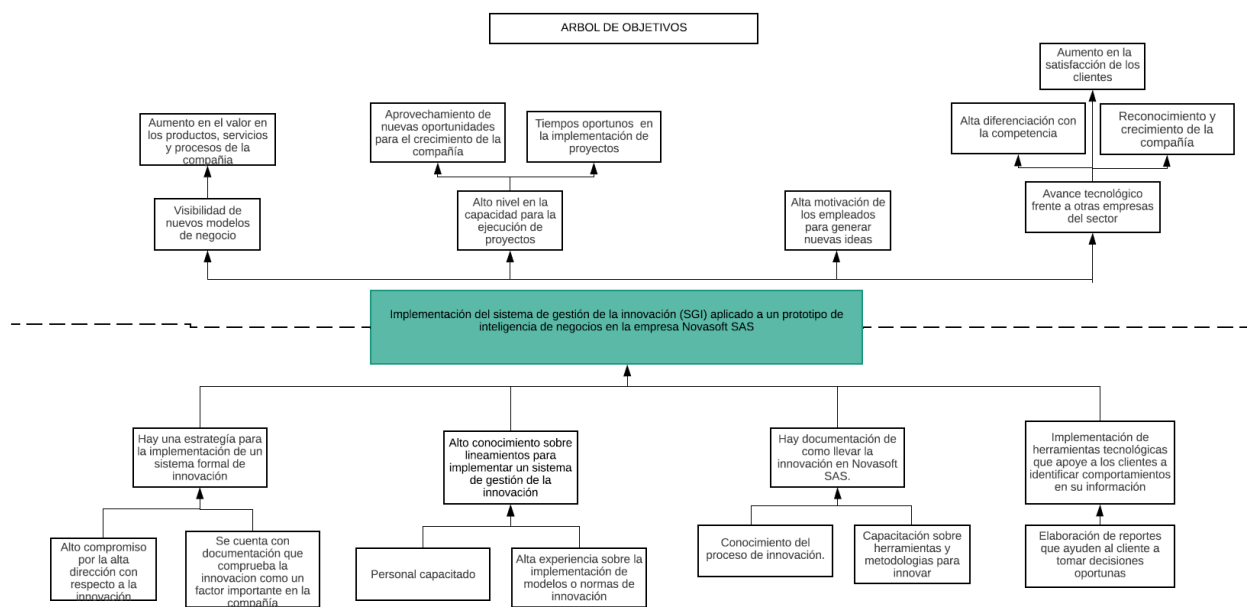 ARBOL DE OBJETIVOS
Aumento en la
satisfacción de los
clientes
Aumento en el valor en
los productos, servicios
y procesos de la
compañia
Aprovechamiento de
nuevas oportunidades
para el crecimiento de la
compañía
Tiempos oportunos en
la implementación de
proyectos
Alta diferenciación con
la competencia
Reconocimiento y
crecimiento de la
compañía
Visibilidad de
nuevos modelos
de negocio
Alto nivel en la
capacidad para la
ejecución de
proyectos
Alta motivación de
los empleados
para generar
nuevas ideas
Avance tecnológico
frente a otras empresas
del sector
Implementación del sistema de gestión de la innovación (SGI) aplicado a un prototipo de
inteligencia de negocios en la empresa Novasoft SAS
Hay una estrategía para
la implementación de un
sistema formal de
innovación
Alto conocimiento sobre
lineamientos para
implementar un sistema
de gestión de la
innovación
Hay documentación de
como llevar la
innovación en Novasoft
SAS.
Implementación de
herramientas tecnológicas
que apoye a los clientes a
identificar comportamientos
en su información
Alto compromiso
por la alta
dirección con
respecto a la
innovación
Se cuenta con
documentación que
comprueba la
innovacion como un
factor importante en la
compañía
Personal capacitado
Alta experiencia sobre la
implementación de
modelos o normas de
innovación
Conocimiento del
proceso de innovación.
Capacitación sobre
herramientas y
metodologias para
innovar
Elaboración de reportes
que ayuden al cliente a
tomar decisiones
oportunas